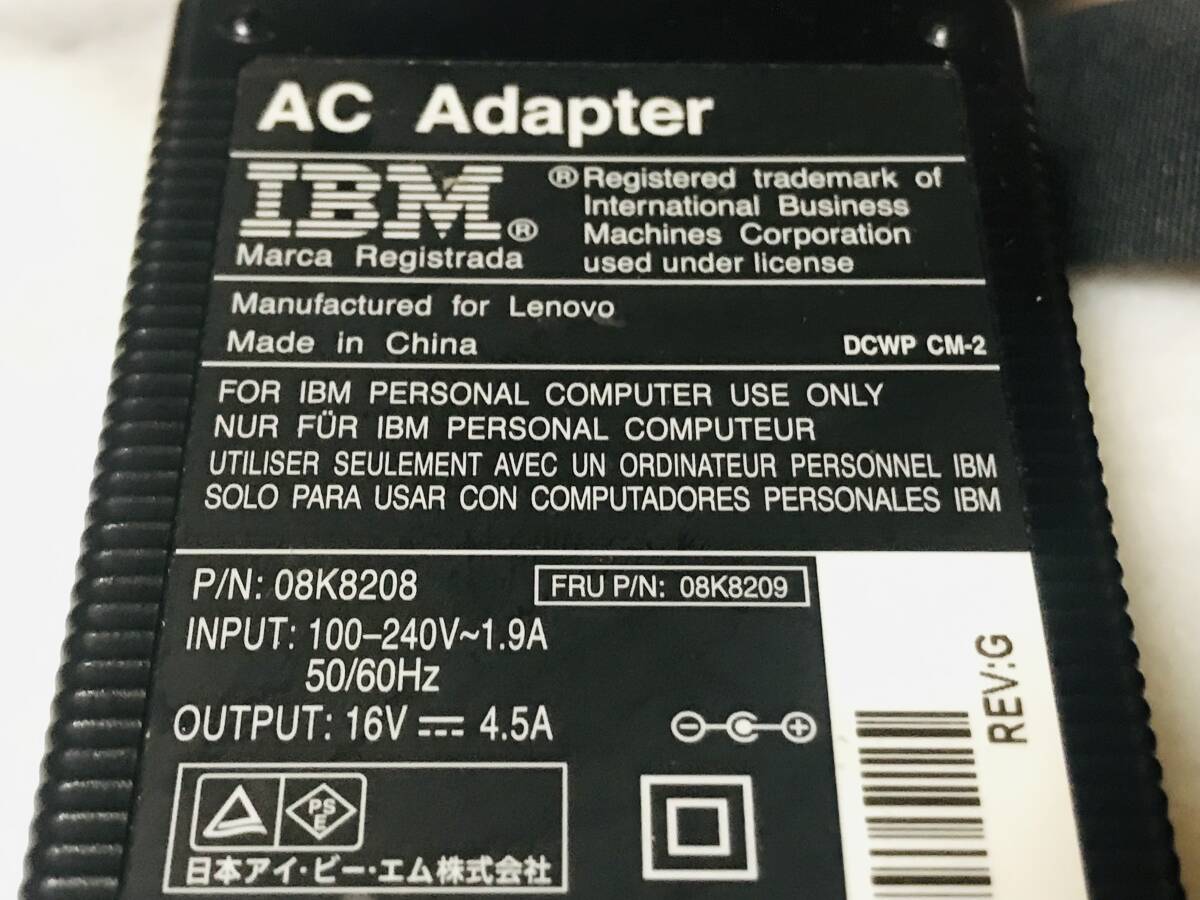 AC Adapter
IBM®
Marca Registrada
®Registered trademark of
International Business
Machines Corporation
used under license
Manufactured for Lenovo
Made in China
DCWP CM-2
FOR IBM PERSONAL COMPUTER USE ONLY
NUR FÜR IBM PERSONAL COMPUTEUR
UTILISER SEULEMENT AVEC UN ORDINATEUR PERSONNEL IBM
SOLO PARA USAR CON COMPUTADORES PERSONALES IBM
P/N: 08K8208
FRU P/N: 08K8209
INPUT: 100–240V~1.9A
50/60Hz
OUTPUT: 16V ⎓ 4.5A
REV:G
PS
E
日本アイ・ビー・エム株式会社